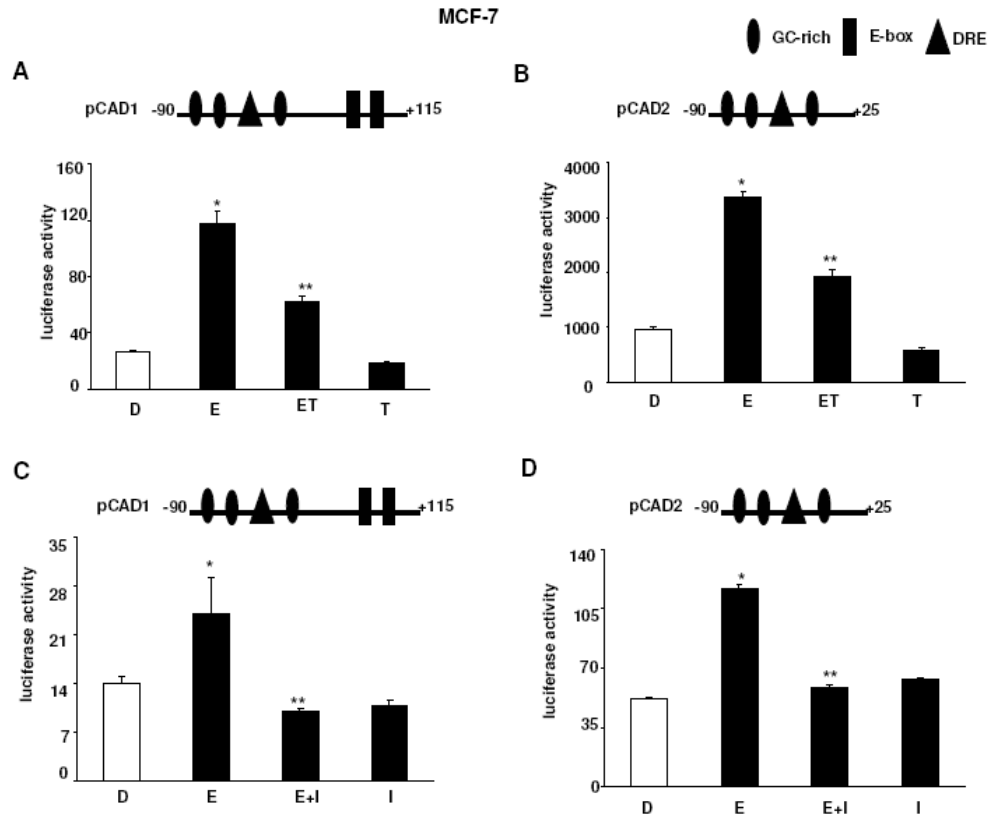 MCF-7
GC-rich E-box DRE
A
pCAD1 -90 +115
luciferase activity
160
120
80
40
0
*
**
D E ET T
B
pCAD2 -90 +25
luciferase activity
4000
3000
2000
1000
0
*
**
D E ET T
C
pCAD1 -90 +115
luciferase activity
35
28
21
14
7
0
*
**
D E E+I I
D
pCAD2 -90 +25
luciferase activity
140
105
70
35
0
*
**
D E E+I I